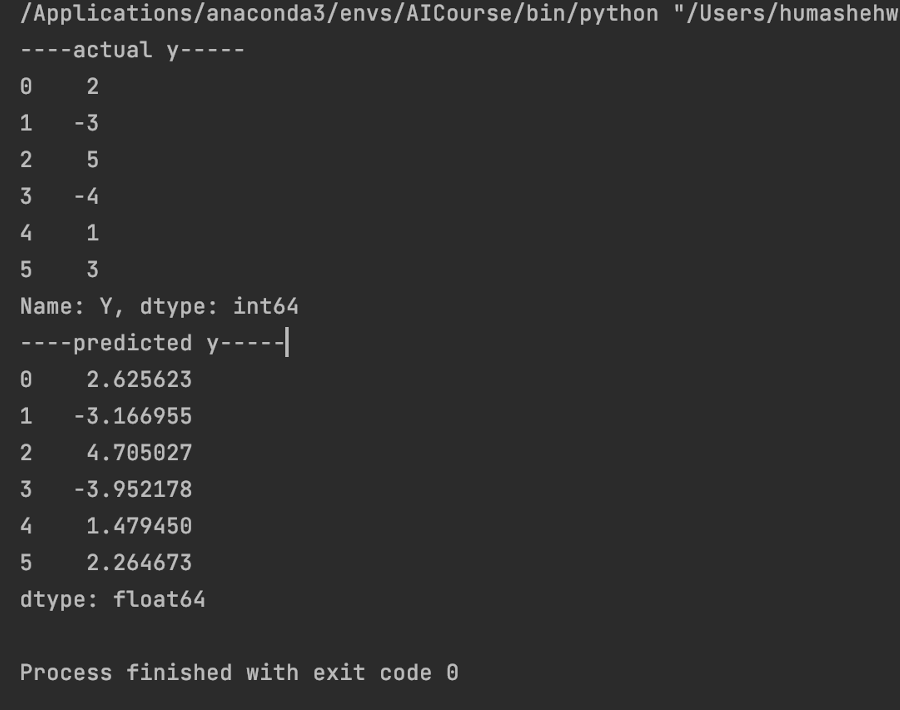 /Applications/anaconda3/envs/AICourse/bin/python "/Users/humashehw
----actual y-----
0    2
1   -3
2    5
3   -4
4    1
5    3
Name: Y, dtype: int64
----predicted y-----
0    2.625623
1   -3.166955
2    4.705027
3   -3.952178
4    1.479450
5    2.264673
dtype: float64
Process finished with exit code 0